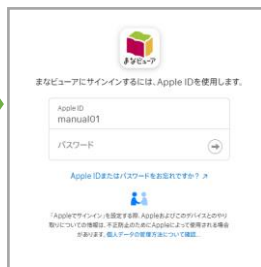 まなビューア
まなビューアにサインインするには、Apple IDを使用します。
Apple ID
manual01
パスワード
Apple IDまたはパスワードをお忘れですか？
「Appleでサインイン」を設定する際、Appleおよびこのデバイスとのやり
取りについての情報は、不正防止のためにAppleによって使用される場合
があります。個人データの管理方法について確認...